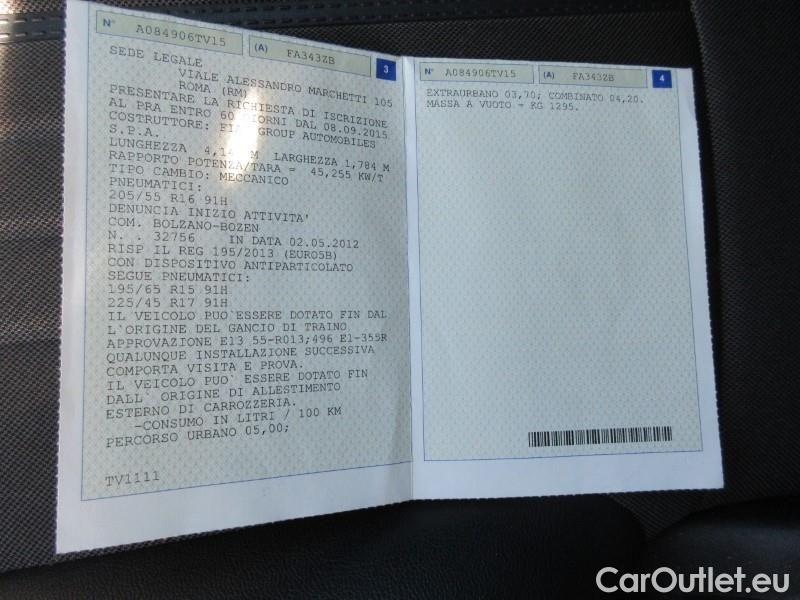 N° A084906TV15 (A) FA343ZB 3
SEDE LEGALE
VIALE ALESSANDRO MARCHETTI 105
ROMA (RM)
PRESENTARE LA RICHIESTA DI ISCRIZIONE
AL PRA ENTRO 60 GIORNI DAL 08.09.2015
COSTRUTTORE: GROUP AUTOMOBILES
S.P.A.
LUNGHEZZA M LARGHEZZA 1,784 M
RAPPORTO POTENZA/TARA = 45,255 KW/T
TIPO CAMBIO: MECCANICO
PNEUMATICI:
205/55 R16 91H
DENUNCIA INIZIO ATTIVITA'
COM. BOLZANO-BOZEN
N. . 32756 IN DATA 02.05.2012
RISP IL REG 195/2013 (EURO5B)
CON DISPOSITIVO ANTIPARTICOLATO
SEGUE PNEUMATICI:
195/65 R15 91H
225/45 R17 91H
IL VEICOLO PUO`ESSERE DOTATO FIN DAL
L`ORIGINE DEL GANCIO DI TRAINO
APPROVAZIONE E13 55-R013;496 E1-355R
QUALUNQUE INSTALLAZIONE SUCCESSIVA
COMPORTA VISITA E PROVA.
IL VEICOLO PUO` ESSERE DOTATO FIN
DALL` ORIGINE DI ALLESTIMENTO
ESTERNO DI CARROZZERIA.
-CONSUMO IN LITRI / 100 KM
PERCORSO URBANO 05,00;
TV1111
N° A084906TV15 (A) FA343ZB 4
EXTRAURBANO 03,70; COMBINATO 04,20.
MASSA A VUOTO = KG 1295.
CarOutlet.eu